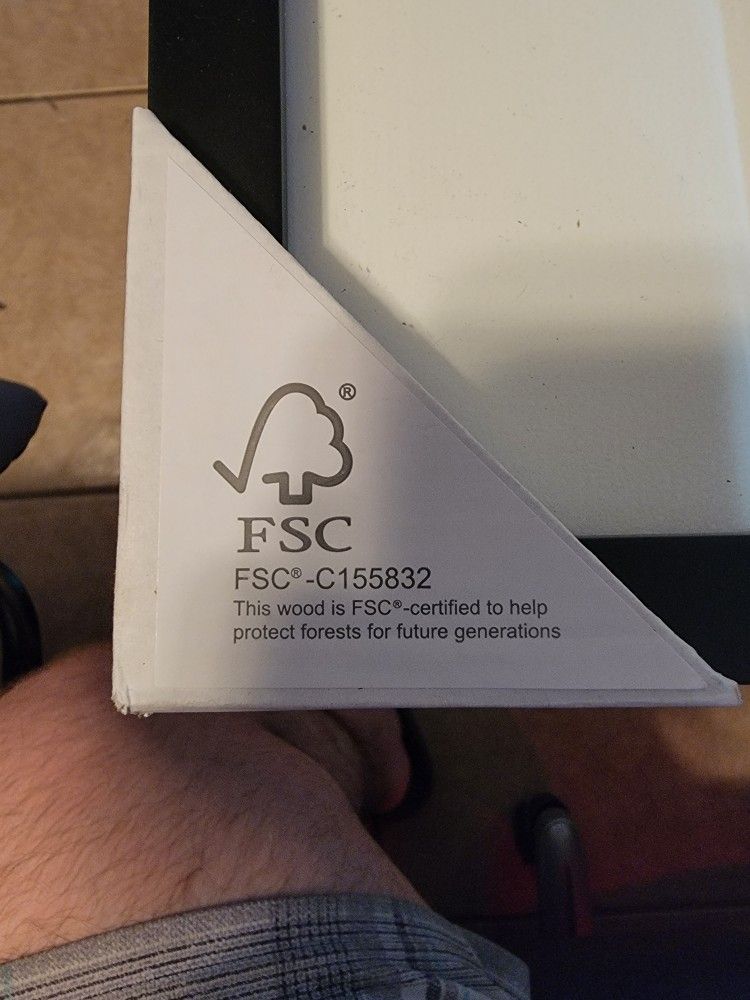 ®
FSC
FSC®-C155832
This wood is FSC®-certified to help
protect forests for future generations